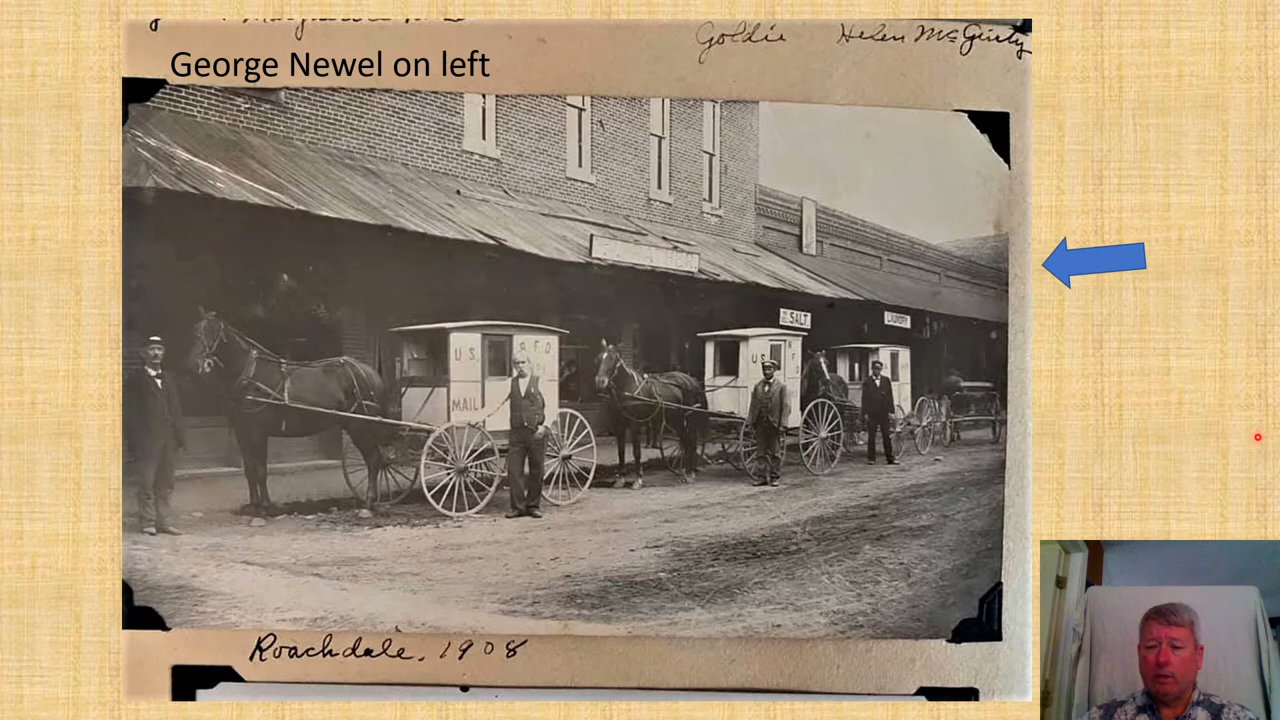 Goldie Helen McGinty
George Newel on left
SALT
LAUNDRY
U.S. R F D
U S R F D
MAIL
Roachdale, 1908